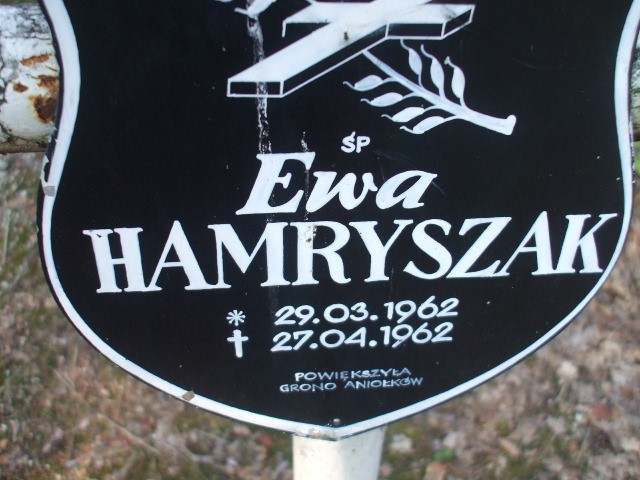 ŚP
Ewa
HAMRYSZAK
* 29.03.1962
† 27.04.1962
POWIĘKSZYŁA
GRONO ANIOŁKÓW